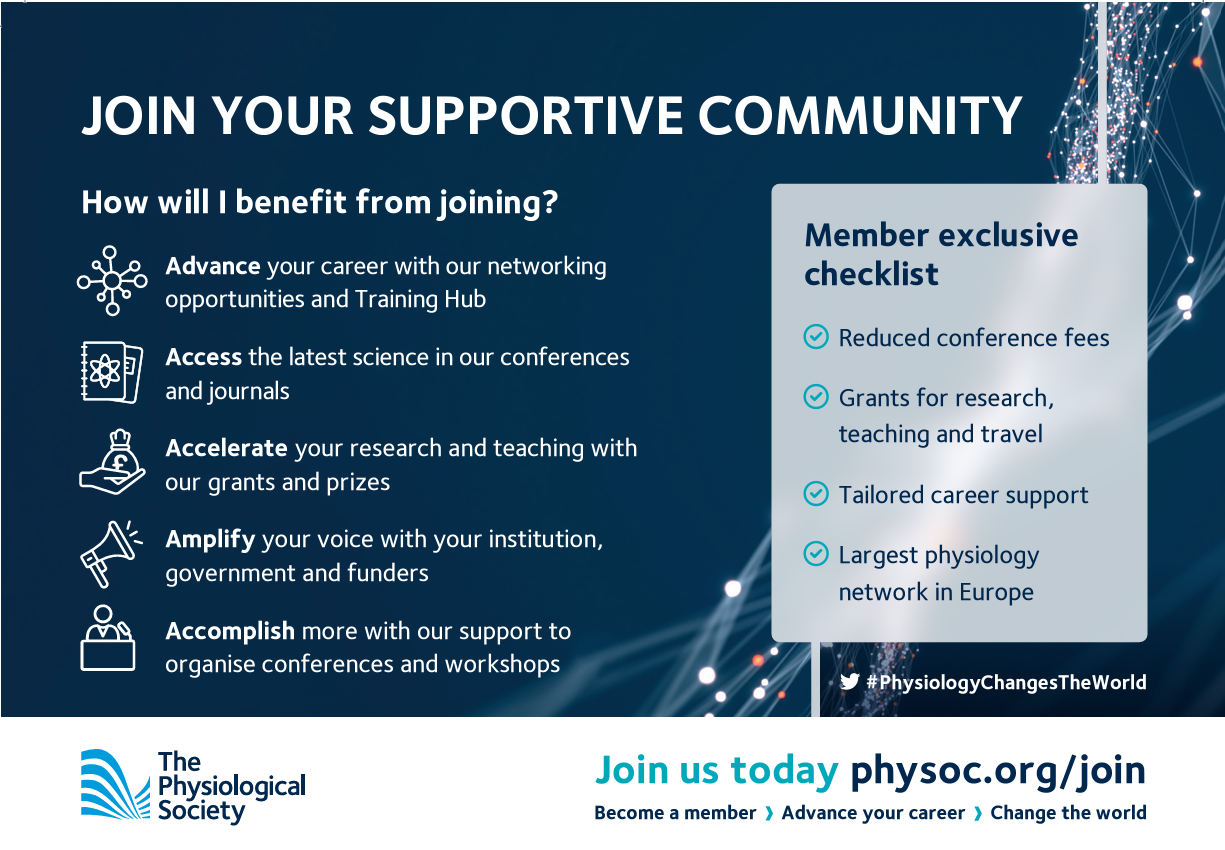 JOIN YOUR SUPPORTIVE COMMUNITY
How will I benefit from joining?
Advance your career with our networking
opportunities and Training Hub
Access the latest science in our conferences
and journals
£
Accelerate your research and teaching with
our grants and prizes
Amplify your voice with your institution,
government and funders
Accomplish more with our support to
organise conferences and workshops
Member exclusive
checklist
Reduced conference fees
Grants for research,
teaching and travel
Tailored career support
Largest physiology
network in Europe
#PhysiologyChangesTheWorld
The
Physiological
Society
Join us today physoc.org/join
Become a member ❯ Advance your career ❯ Change the world